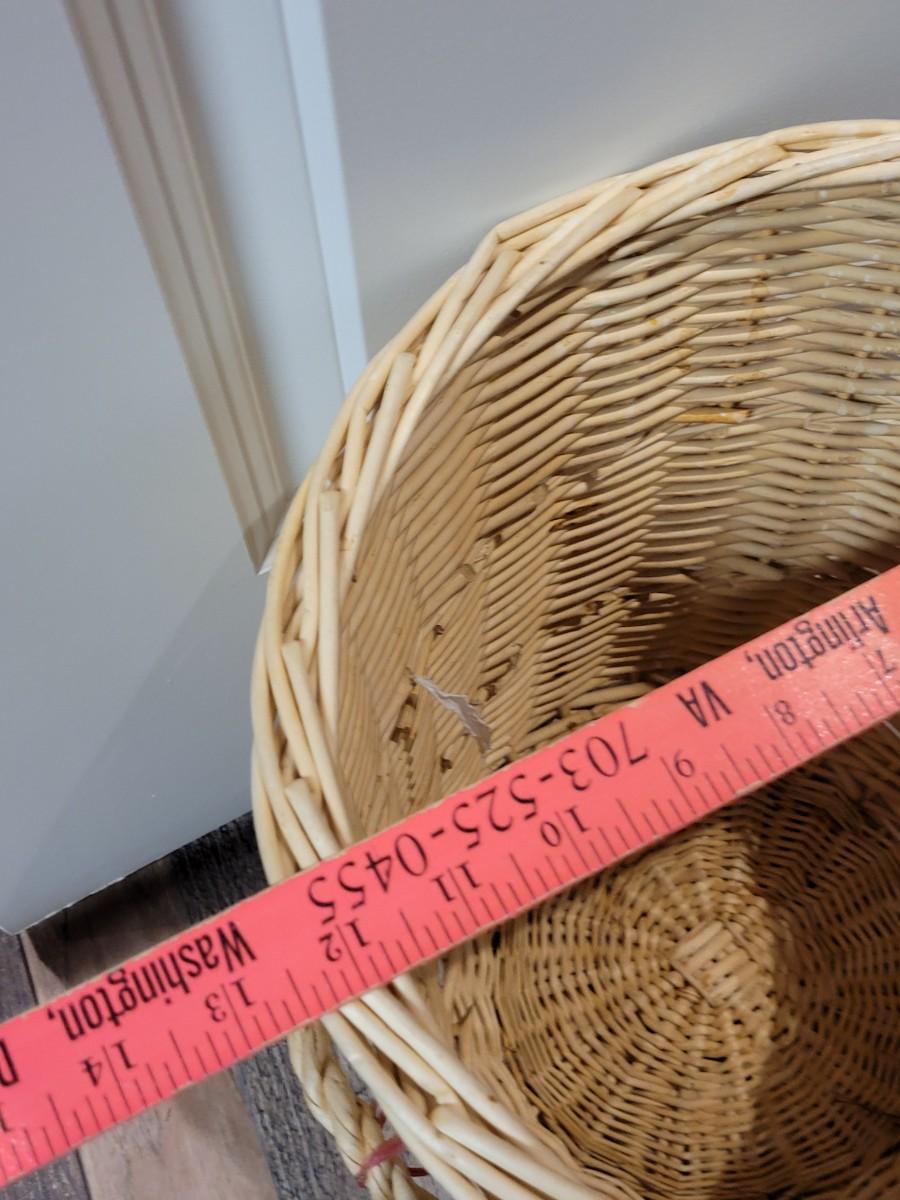 Arlington, VA 703-525-0455 Washington, D
7 8 9 10 11 12 13 14